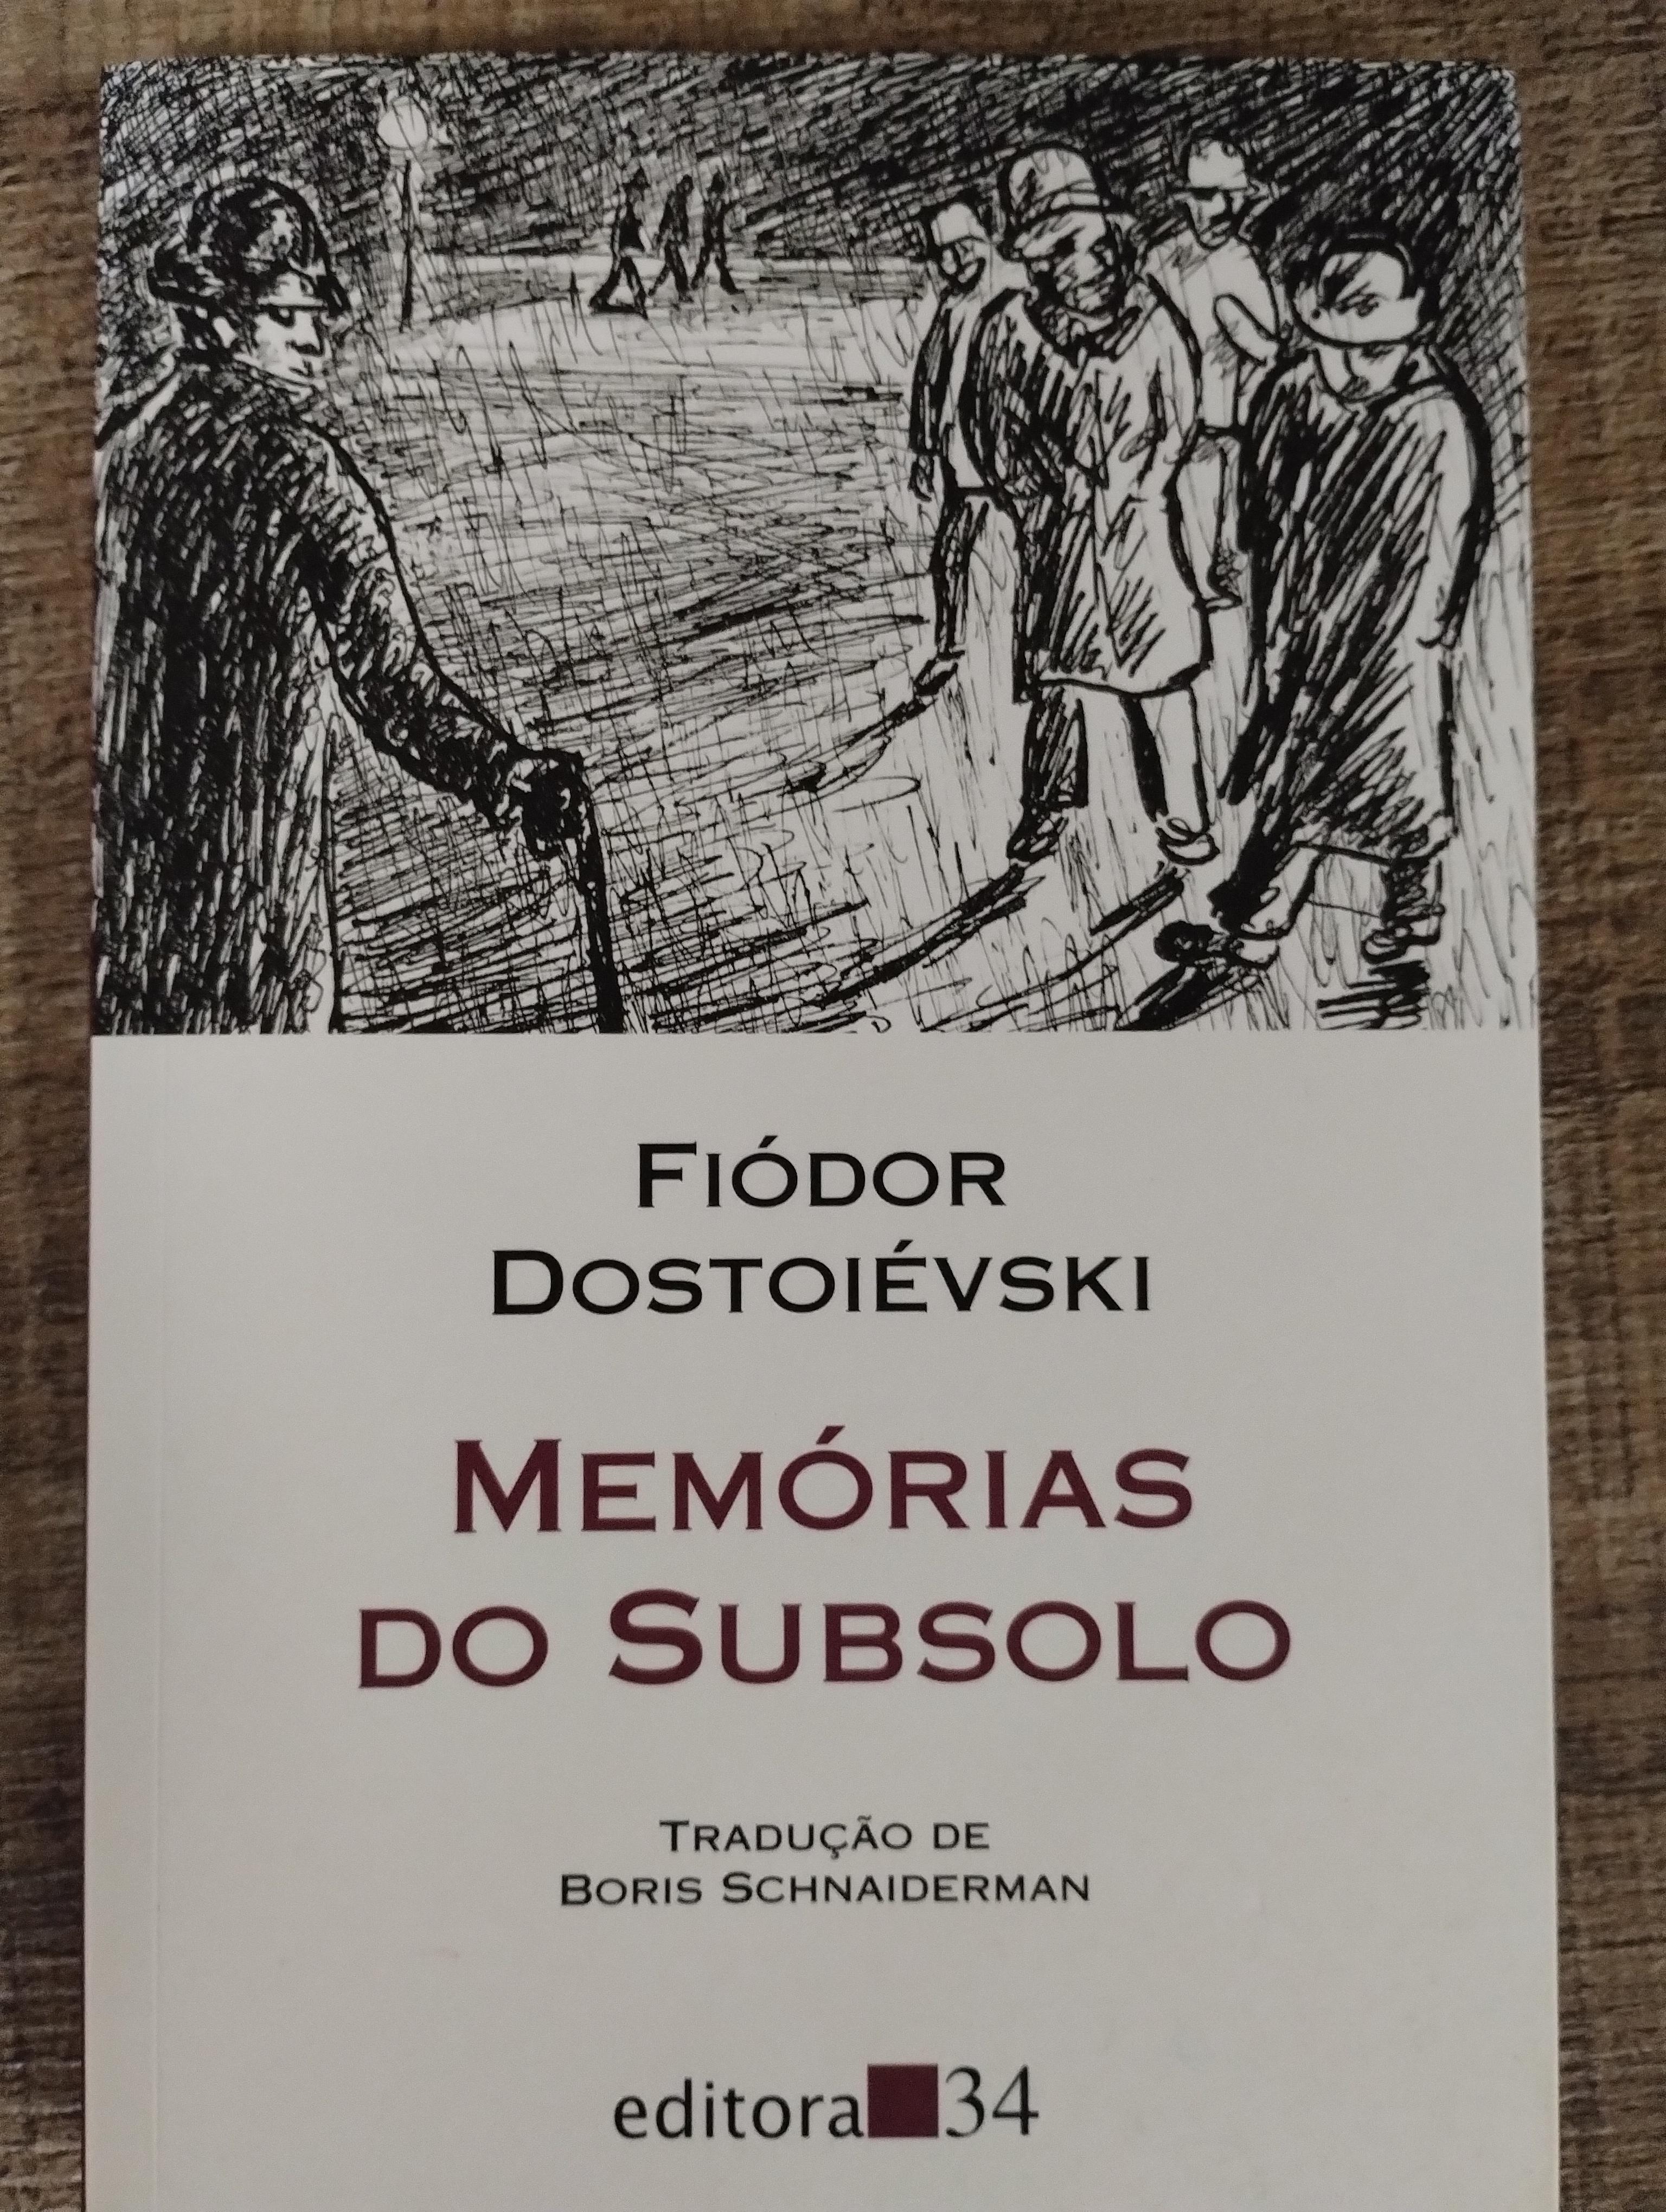 FIÓDOR
DOSTOIÉVSKI
MEMÓRIAS
DO SUBSOLO
TRADUÇÃO DE
BORIS SCHNAIDERMAN
editora 34